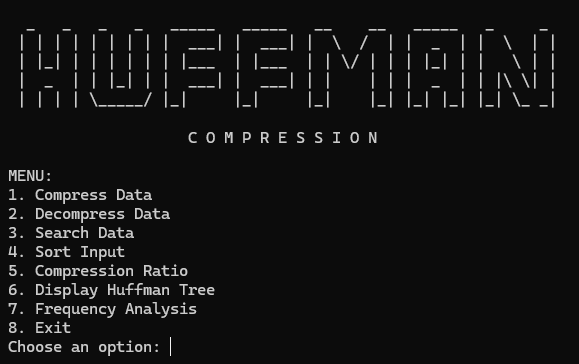 HUFFMAN
COMPRESSION
MENU:
1. Compress Data
2. Decompress Data
3. Search Data
4. Sort Input
5. Compression Ratio
6. Display Huffman Tree
7. Frequency Analysis
8. Exit
Choose an option: